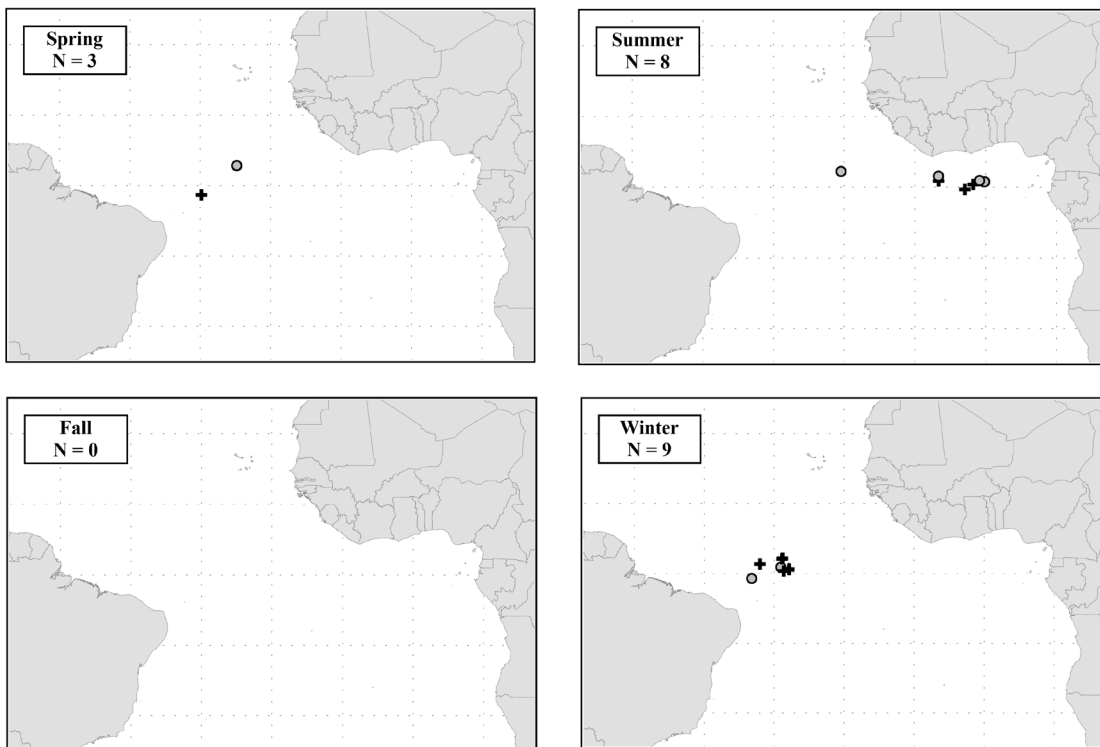 Spring
N = 3
Summer
N = 8
Fall
N = 0
Winter
N = 9